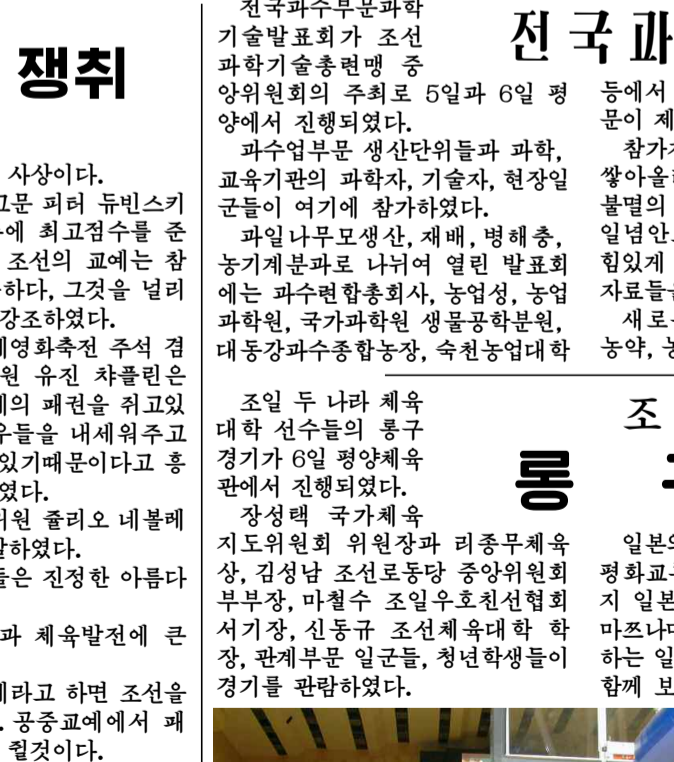 쟁취
사상이다.
그문 피터 듀빈스키
에 최고점수를 준
조선의 교예는 참
하다, 그것을 널리
강조하였다.
영화축전 주석 겸
원 유진 챠플린은
의 패권을 쥐고있
들을 내세워주고
있기때문이다고 흥
였다.
위원 쥴리오 네볼레
하였다.
들은 진정한 아름다
과 체육발전에 큰
라고 하면 조선을
공중교예에서 패
쥘것이다.
전국과수부문과학
기술발표회가 조선
과학기술총련맹 중
앙위원회의 주최로 5일과 6일 평
양에서 진행되였다.
과수업부문 생산단위들과 과학,
교육기관의 과학자, 기술자, 현장일
군들이 여기에 참가하였다.
과일나무모생산, 재배, 병해충,
농기계분과로 나뉘여 열린 발표회
에는 과수련합총회사, 농업성, 농업
과학원, 국가과학원 생물공학분원,
대동강과수종합농장, 숙천농업대학
전국과
등에서
문이 제
참가
쌓아올
불멸의
일념안
힘있게
자료들
새로
농약,
조일 두 나라 체육
대학 선수들의 롱구
경기가 6일 평양체육
관에서 진행되였다.
장성택 국가체육
지도위원회 위원장과 리종무체육
상, 김성남 조선로동당 중앙위원회
부부장, 마철수 조일우호친선협회
서기장, 신동규 조선체육대학 학
장, 관계부문 일군들, 청년학생들이
경기를 관람하였다.
조
롱
일본의
평화교
지 일본
마쯔나
하는 일
함께 보